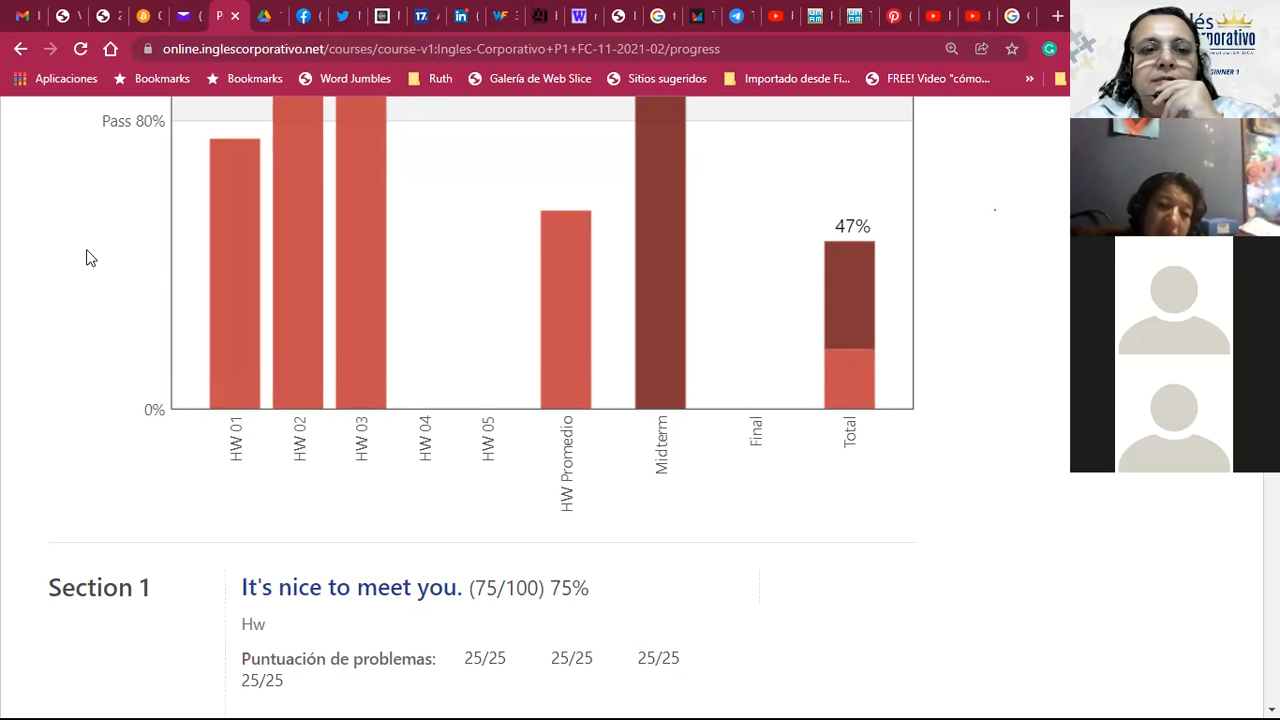 online.inglescorporativo.net/courses/course-v1:Ingles-Corporativo+P1+FC-11-2021-02/progress
Aplicaciones Bookmarks Bookmarks Word Jumbles Ruth Galería de Web Slice Sitios sugeridos Importado desde Fi... FREE! Video "cómo... »
Pass 80%
47%
0%
HW 01
HW 02
HW 03
HW 04
HW 05
HW Promedio
Midterm
Final
Total
Section 1
It's nice to meet you. (75/100) 75%
Hw
Puntuación de problemas: 25/25 25/25 25/25
25/25